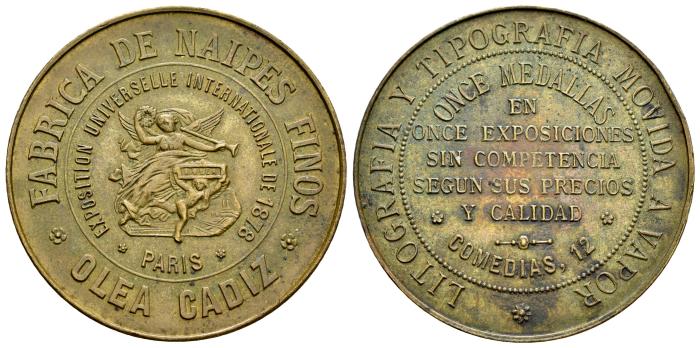 FABRICA DE NAIPES FINOS
OLEA CADIZ
EXPOSITION UNIVERSELLE INTERNATIONALE DE 1878
PARIS
LITOGRAFIA Y TIPOGRAFIA MOVIDA A VAPOR
ONCE MEDALLAS
EN
ONCE EXPOSICIONES
SIN COMPETENCIA
SEGUN SUS PRECIOS
Y CALIDAD
COMEDIAS, 12